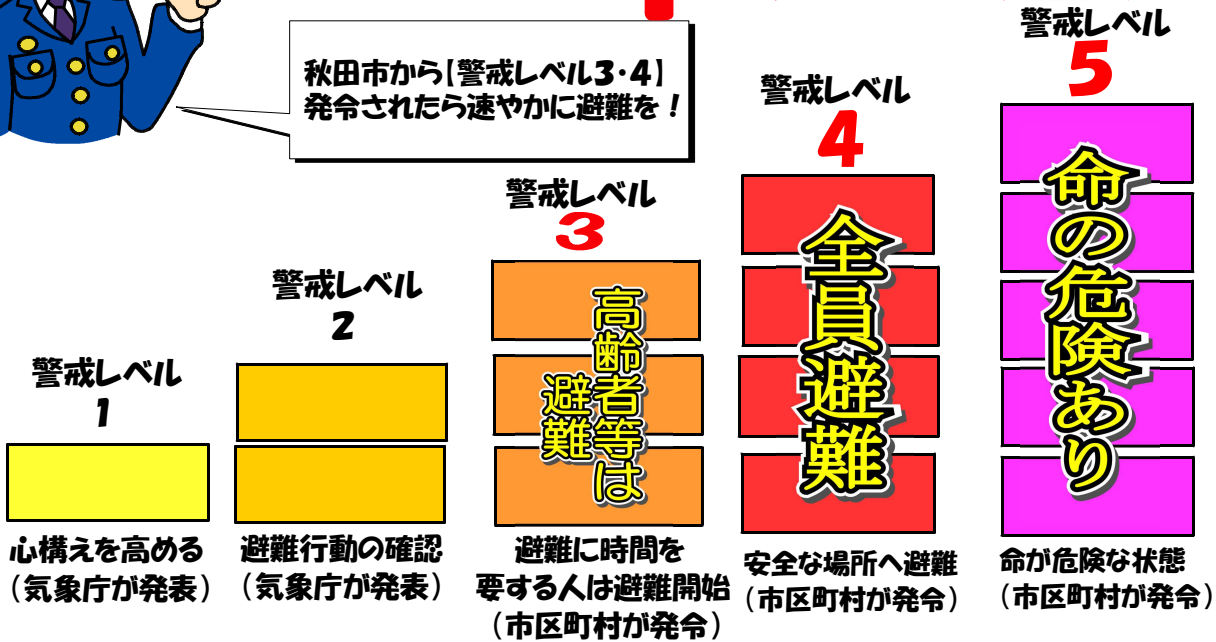 秋田市から【警戒レベル3・4】
発令されたら速やかに避難を！
警戒レベル
1
心構えを高める
（気象庁が発表）
警戒レベル
2
避難行動の確認
（気象庁が発表）
警戒レベル
3
高齢者等は
避難
避難に時間を
要する人は避難開始
（市区町村が発令）
警戒レベル
4
全員避難
安全な場所へ避難
（市区町村が発令）
警戒レベル
5
命の危険あり
命が危険な状態
（市区町村が発令）